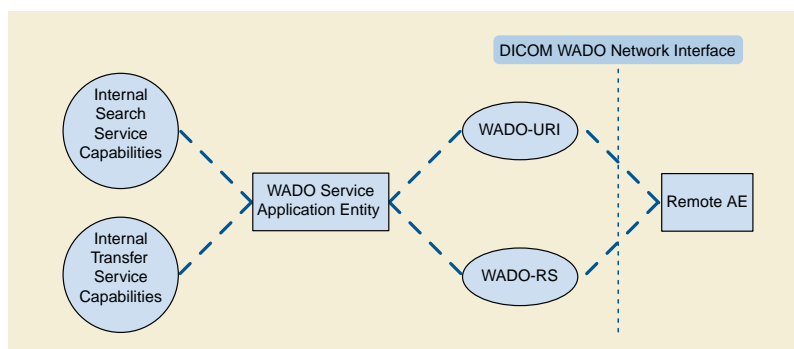 DICOM WADO Network Interface
Internal
Search
Service
Capabilities
WADO-URI
WADO Service
Application Entity
Remote AE
Internal
Transfer
Service
Capabilities
WADO-RS